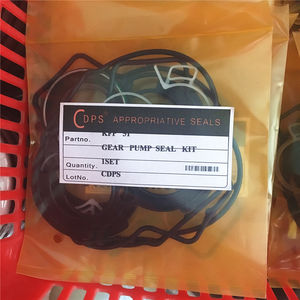 CDPS APPROPRIATIVE SEALS
Partno. KFP 51
GEAR PUMP SEAL KIT
Quantity. 1SET
LotNo. CDPS